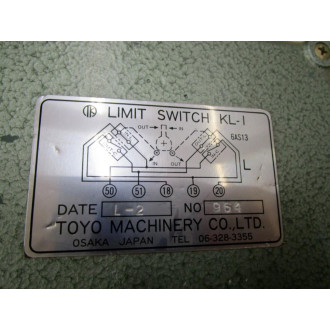 LIMIT SWITCH KL-1
6AS13
OUT IN
IN OUT
L
50 51 18 19 20
DATE L-2 NO 964
TOYO MACHINERY CO.,LTD.
OSAKA JAPAN TEL 06-328-3355